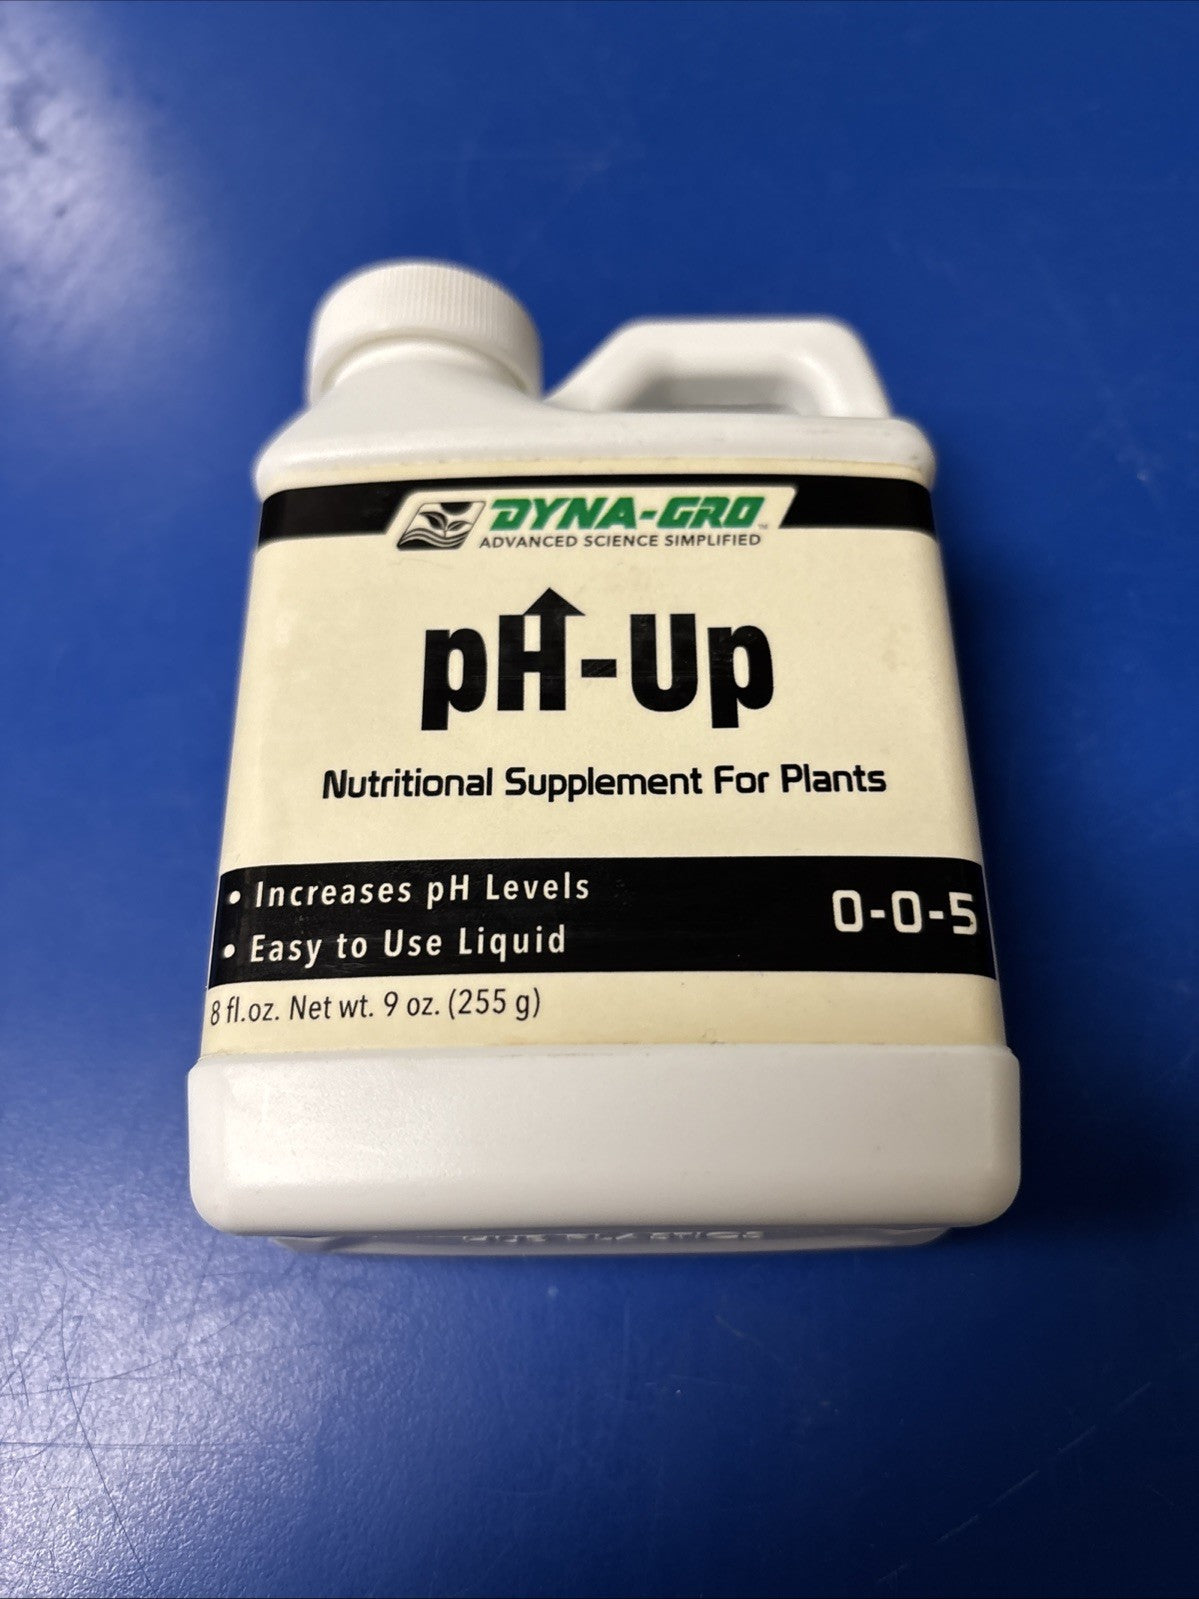 DYNA-GRO™
ADVANCED SCIENCE SIMPLIFIED
pH-Up
Nutritional Supplement For Plants
• Increases pH Levels
• Easy to Use Liquid
0-0-5
8 fl.oz. Net wt. 9 oz. (255 g)